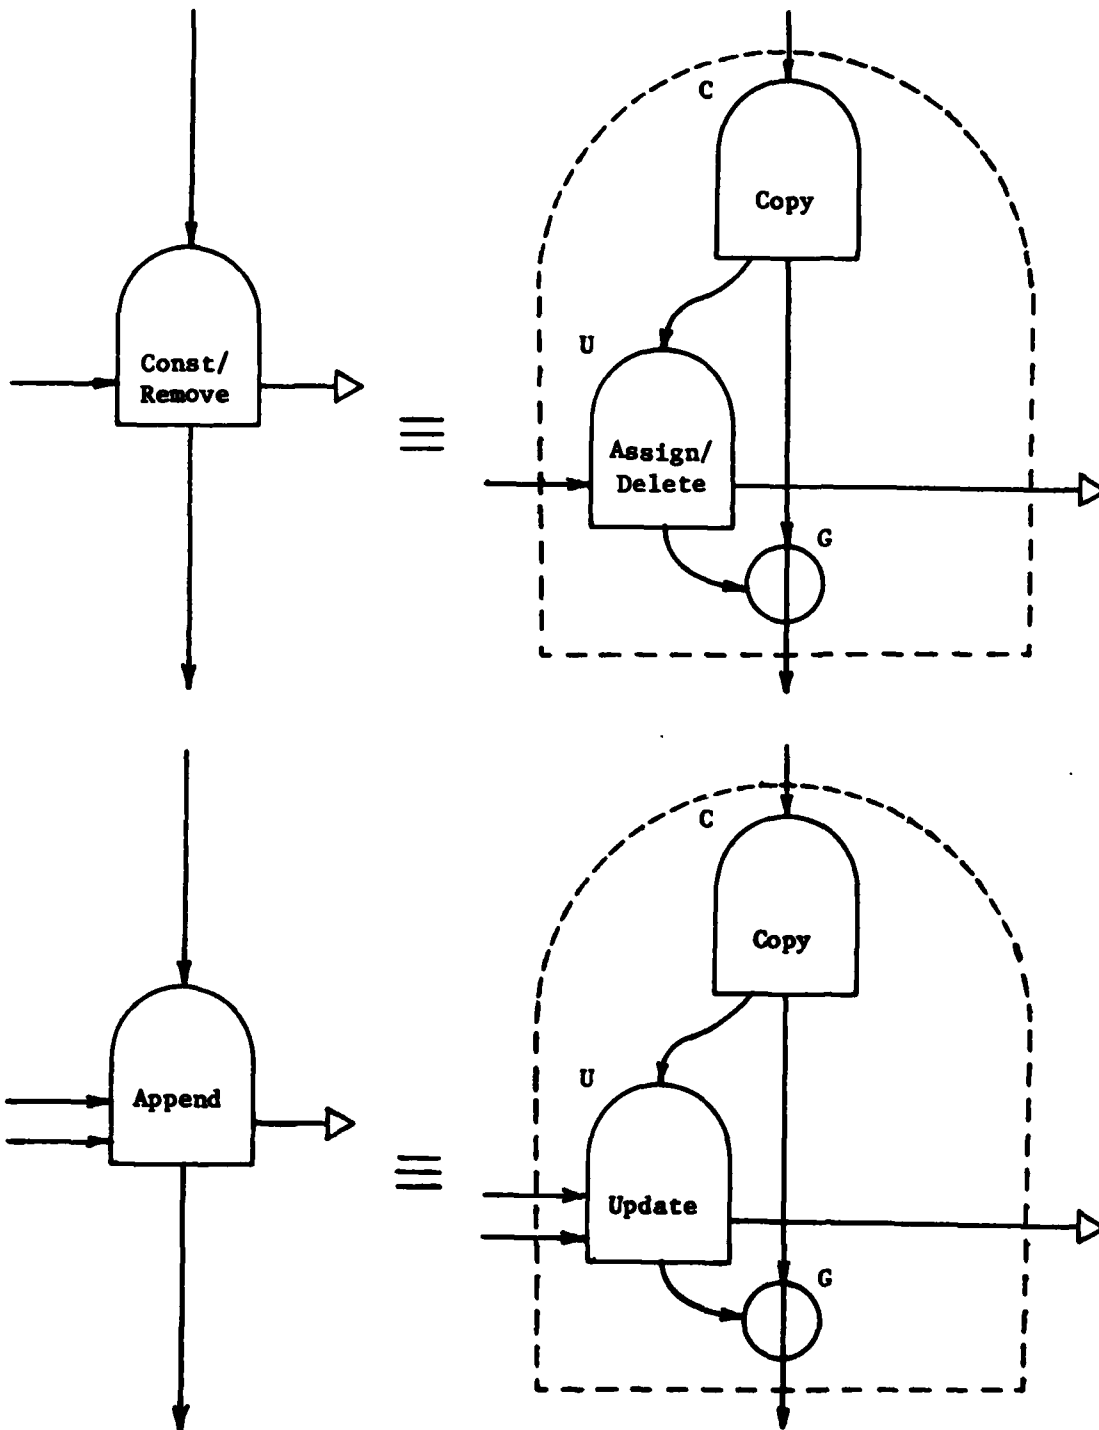 C
Copy
U
Const/
Remove
Assign/
Delete
G
C
Copy
U
Append
Update
G